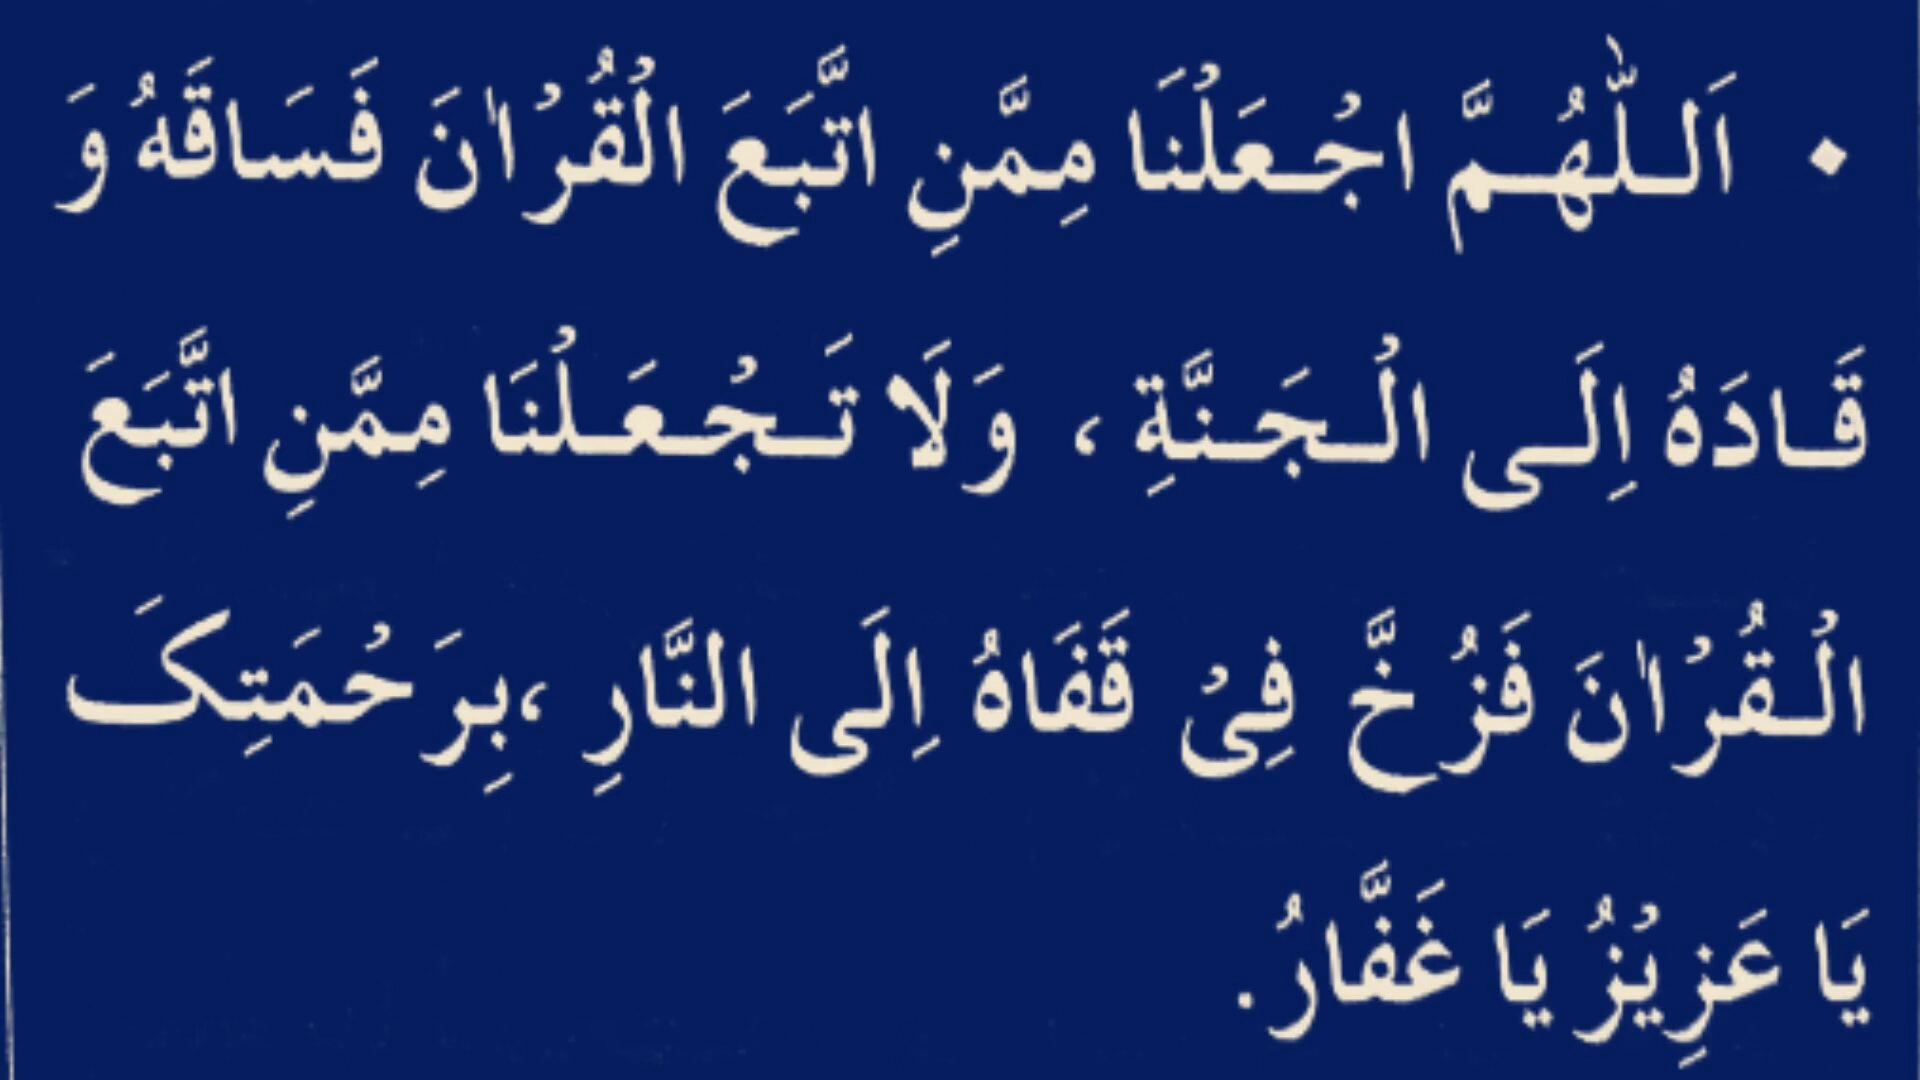 • اَللّٰهُمَّ اجْعَلْنَا مِمَّنِ اتَّبَعَ الْقُرْاٰنَ فَسَاقَهُ وَ
قَادَهُ اِلَى الْجَنَّةِ ، وَلَا تَجْعَلْنَا مِمَّنِ اتَّبَعَ
الْقُرْاٰنَ فَزُخَّ فِیْ قَفَاهُ اِلَی النَّارِ ،بِرَحْمَتِکَ
یَا عَزِیْزُ یَا غَفَّارُ.